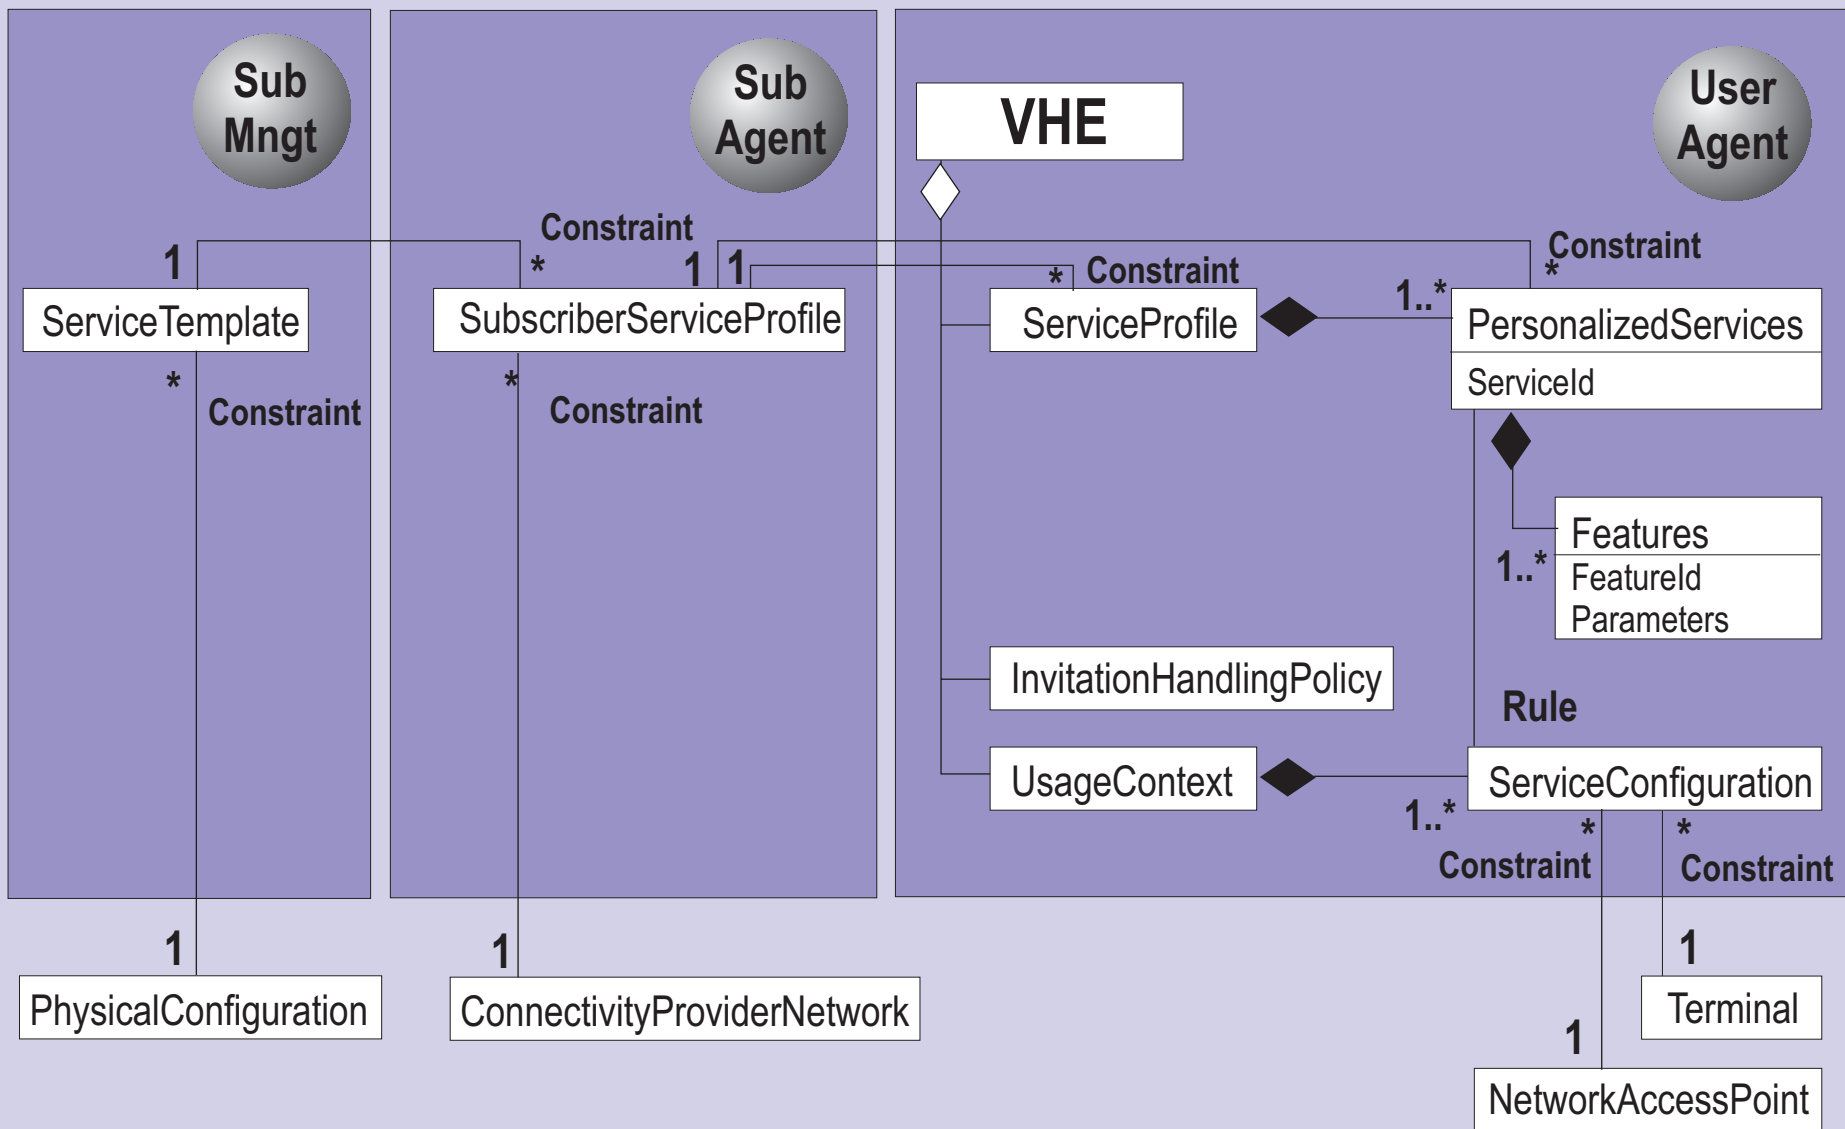 Sub
Mngt
Sub
Agent
VHE
User
Agent
Constraint
1
*
1
1
*
Constraint
Constraint
*
1..*
ServiceTemplate
SubscriberServiceProfile
ServiceProfile
PersonalizedServices
ServiceId
*
Constraint
*
Constraint
Features
FeatureId
Parameters
1..*
InvitationHandlingPolicy
Rule
UsageContext
ServiceConfiguration
1..*
*
Constraint
*
Constraint
1
PhysicalConfiguration
1
ConnectivityProviderNetwork
1
Terminal
1
NetworkAccessPoint